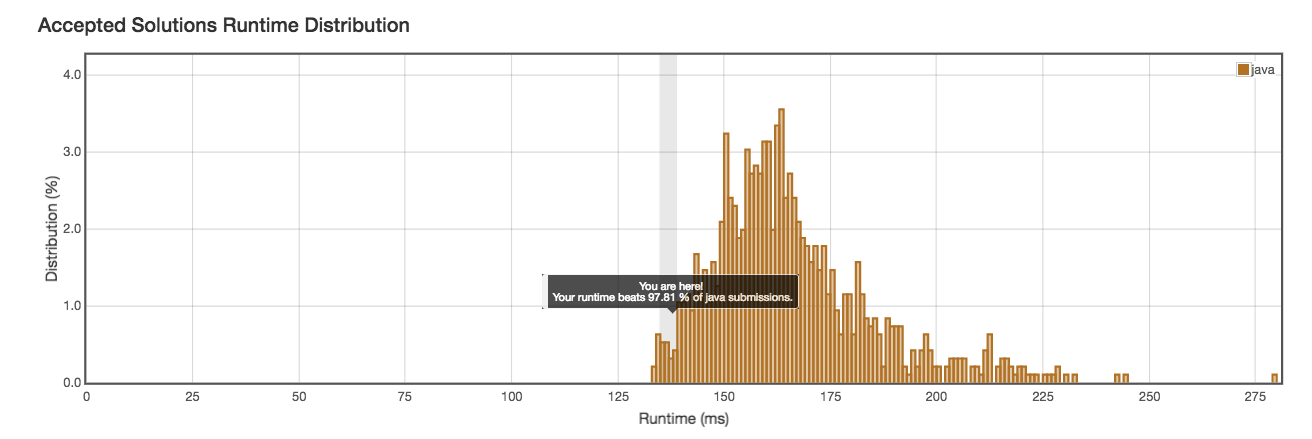 Accepted Solutions Runtime Distribution
java
4.0
3.0
2.0
1.0
0.0
Distribution (%)
You are here!
Your runtime beats 97.81 % of java submissions.
0 25 50 75 100 125 150 175 200 225 250 275
Runtime (ms)